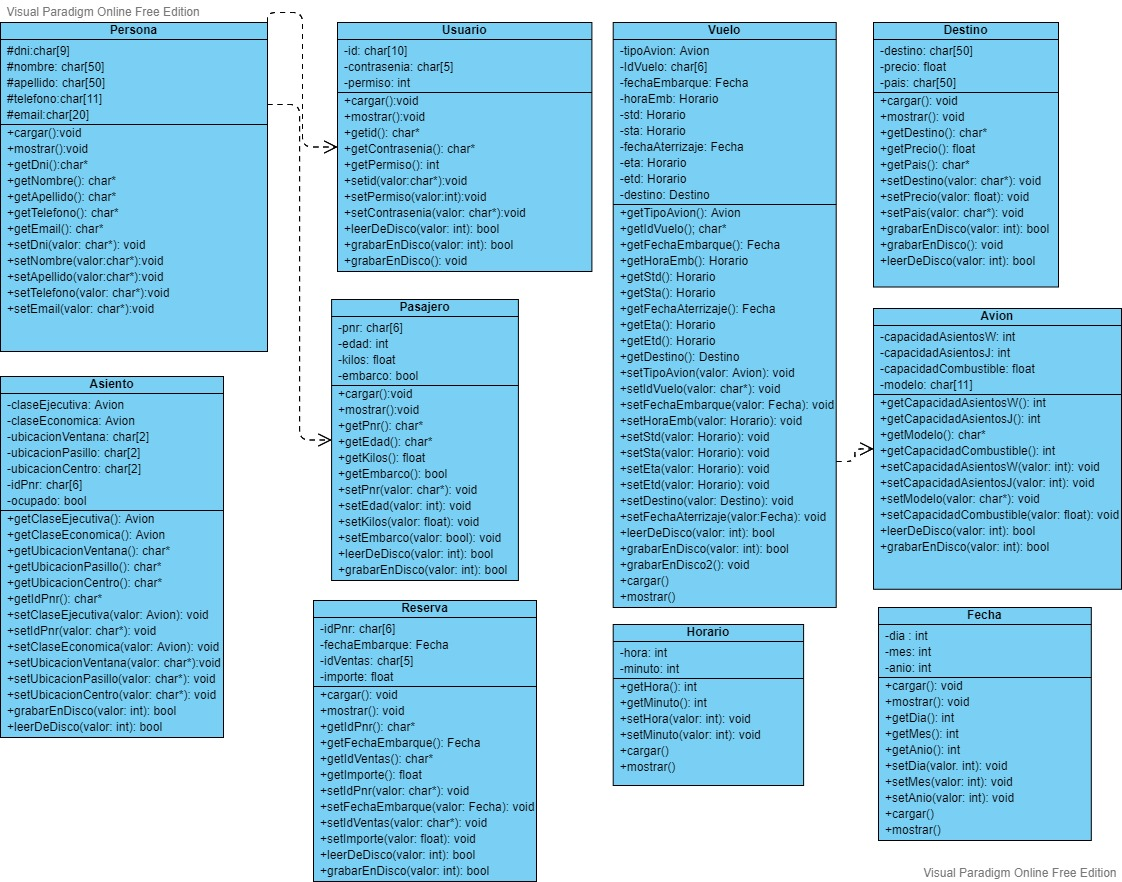 Visual Paradigm Online Free Edition
Persona
#dni:char[9]
#nombre: char[50]
#apellido: char[50]
#telefono:char[11]
#email:char[20]
+cargar():void
+mostrar():void
+getDni():char*
+getNombre(): char*
+getApellido(): char*
+getTelefono(): char*
+getEmail(): char*
+setDni(valor: char*): void
+setNombre(valor:char*):void
+setApellido(valor:char*):void
+setTelefono(valor: char*):void
+setEmail(valor: char*):void
Asiento
-claseEjecutiva: Avion
-claseEconomica: Avion
-ubicacionVentana: char[2]
-ubicacionPasillo: char[2]
-ubicacionCentro: char[2]
-idPnr: char[6]
-ocupado: bool
+getClaseEjecutiva(): Avion
+getClaseEconomica(): Avion
+getUbicacionVentana(): char*
+getUbicacionPasillo(): char*
+getUbicacionCentro(): char*
+getIdPnr(): char*
+setClaseEjecutiva(valor: Avion): void
+setIdPnr(valor: char*): void
+setClaseEconomica(valor: Avion): void
+setUbicacionVentana(valor: char*):void
+setUbicacionPasillo(valor: char*): void
+setUbicacionCentro(valor: char*): void
+grabarEnDisco(valor: int): bool
+leerDeDisco(valor: int): bool
Usuario
-id: char[10]
-contrasenia: char[5]
-permiso: int
+cargar():void
+mostrar():void
+getid(): char*
+getContrasenia(): char*
+getPermiso(): int
+setid(valor:char*):void
+setPermiso(valor:int):void
+setContrasenia(valor: char*):void
+leerDeDisco(valor: int): bool
+grabarEnDisco(valor: int): bool
+grabarEnDisco(): void
Pasajero
-pnr: char[6]
-edad: int
-kilos: float
-embarco: bool
+cargar():void
+mostrar():void
+getPnr(): char*
+getEdad(): char*
+getKilos(): float
+getEmbarco(): bool
+setPnr(valor: char*): void
+setEdad(valor: int): void
+setKilos(valor: float): void
+setEmbarco(valor: bool): void
+leerDeDisco(valor: int): bool
+grabarEnDisco(valor: int): bool
Reserva
-idPnr: char[6]
-fechaEmbarque: Fecha
-idVentas: char[5]
-importe: float
+cargar(): void
+mostrar(): void
+getIdPnr(): char*
+getFechaEmbarque(): Fecha
+getIdVentas(): char*
+getImporte(): float
+setIdPnr(valor: char*): void
+setFechaEmbarque(valor: Fecha): void
+setIdVentas(valor: char*): void
+setImporte(valor: float): void
+leerDeDisco(valor: int): bool
+grabarEnDisco(valor: int): bool
Vuelo
-tipoAvion: Avion
-IdVuelo: char[6]
-fechaEmbarque: Fecha
-horaEmb: Horario
-std: Horario
-sta: Horario
-fechaAterrizaje: Fecha
-eta: Horario
-etd: Horario
-destino: Destino
+getTipoAvion(): Avion
+getIdVuelo(); char*
+getFechaEmbarque(): Fecha
+getHoraEmb(): Horario
+getStd(): Horario
+getSta(): Horario
+getFechaAterrizaje(): Fecha
+getEta(): Horario
+getEtd(): Horario
+getDestino(): Destino
+setTipoAvion(valor: Avion): void
+setIdVuelo(valor: char*): void
+setFechaEmbarque(valor: Fecha): void
+setHoraEmb(valor: Horario): void
+setStd(valor: Horario): void
+setSta(valor: Horario): void
+setEta(valor: Horario): void
+setEtd(valor: Horario): void
+setDestino(valor: Destino): void
+setFechaAterrizaje(valor:Fecha): void
+leerDeDisco(valor: int): bool
+grabarEnDisco(valor: int): bool
+grabarEnDisco2(): void
+cargar()
+mostrar()
Horario
-hora: int
-minuto: int
+getHora(): int
+getMinuto(): int
+setHora(valor: int): void
+setMinuto(valor: int): void
+cargar()
+mostrar()
Destino
-destino: char[50]
-precio: float
-pais: char[50]
+cargar(): void
+mostrar(): void
+getDestino(): char*
+getPrecio(): float
+getPais(): char*
+setDestino(valor: char*): void
+setPrecio(valor: float): void
+setPais(valor: char*): void
+grabarEnDisco(valor: int): bool
+grabarEnDisco(): void
+leerDeDisco(valor: int): bool
Avion
-capacidadAsientosW: int
-capacidadAsientosJ: int
-capacidadCombustible: float
-modelo: char[11]
+getCapacidadAsientosW(): int
+getCapacidadAsientosJ(): int
+getModelo(): char*
+getCapacidadCombustible(): int
+setCapacidadAsientosW(valor: int): void
+setCapacidadAsientosJ(valor: int): void
+setModelo(valor: char*): void
+setCapacidadCombustible(valor: float): void
+leerDeDisco(valor: int): bool
+grabarEnDisco(valor: int): bool
Fecha
-dia : int
-mes: int
-anio: int
+cargar(): void
+mostrar(): void
+getDia(): int
+getMes(): int
+getAnio(): int
+setDia(valor. int): void
+setMes(valor: int): void
+setAnio(valor: int): void
+cargar()
+mostrar()
Visual Paradigm Online Free Edition